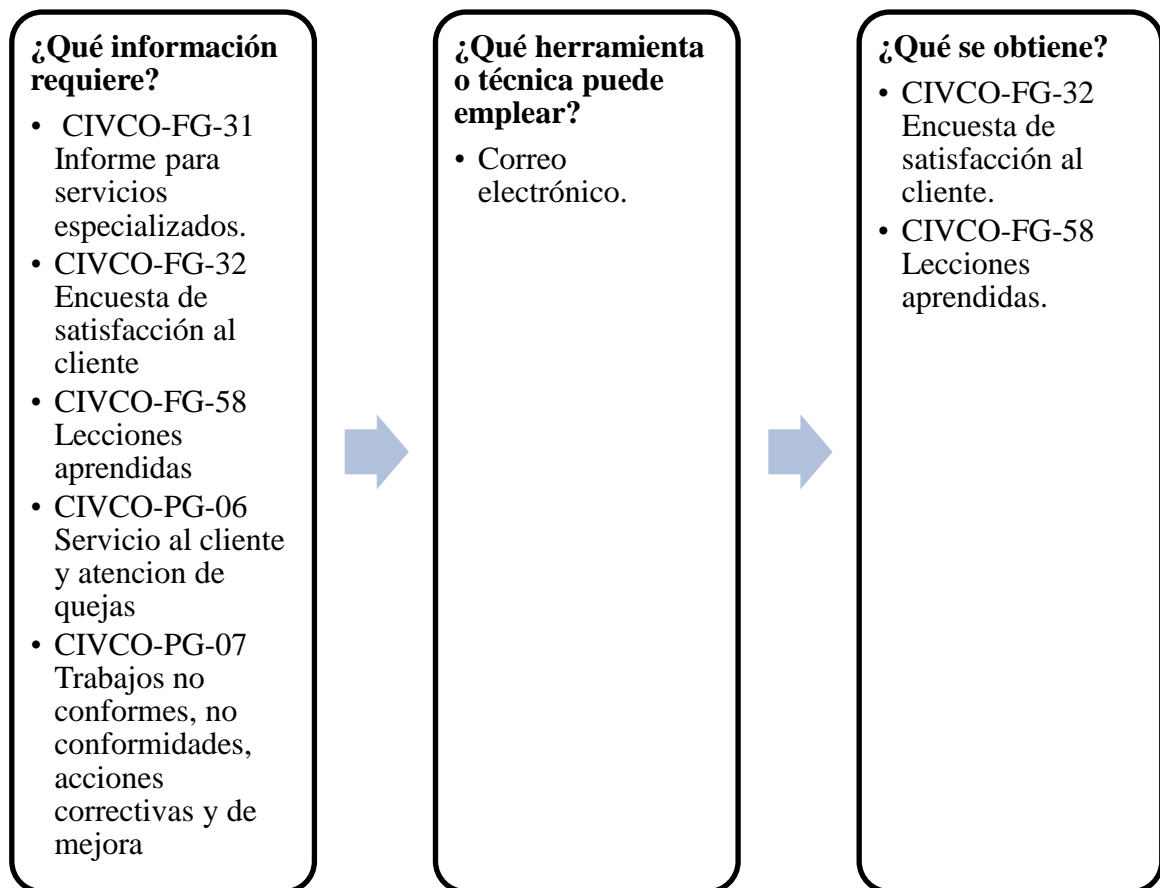 ¿Qué información
requiere?
• CIVCO-FG-31
Informe para
servicios
especializados.
• CIVCO-FG-32
Encuesta de
satisfacción al
cliente
• CIVCO-FG-58
Lecciones
aprendidas
• CIVCO-PG-06
Servicio al cliente
y atencion de
quejas
• CIVCO-PG-07
Trabajos no
conformes, no
conformidades,
acciones
correctivas y de
mejora
¿Qué herramienta
o técnica puede
emplear?
• Correo
electrónico.
¿Qué se obtiene?
• CIVCO-FG-32
Encuesta de
satisfacción al
cliente.
• CIVCO-FG-58
Lecciones
aprendidas.